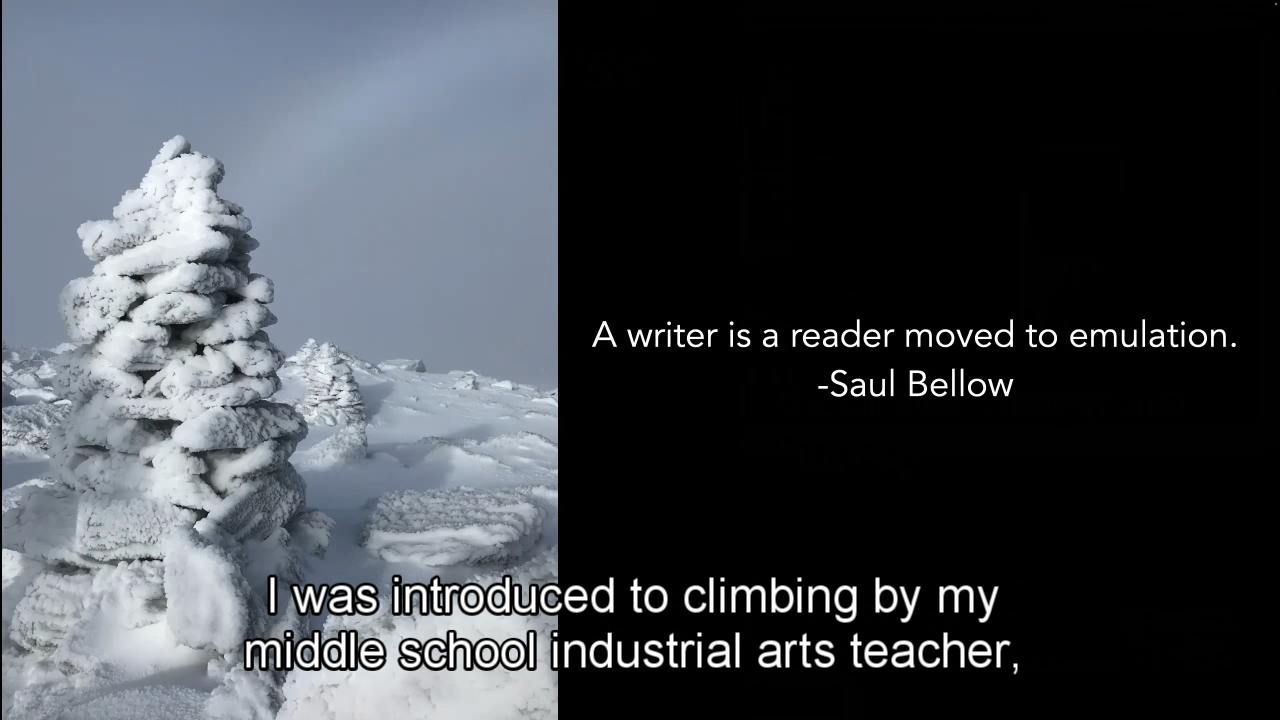 A writer is a reader moved to emulation.
-Saul Bellow
I was introduced to climbing by my
middle school industrial arts teacher,